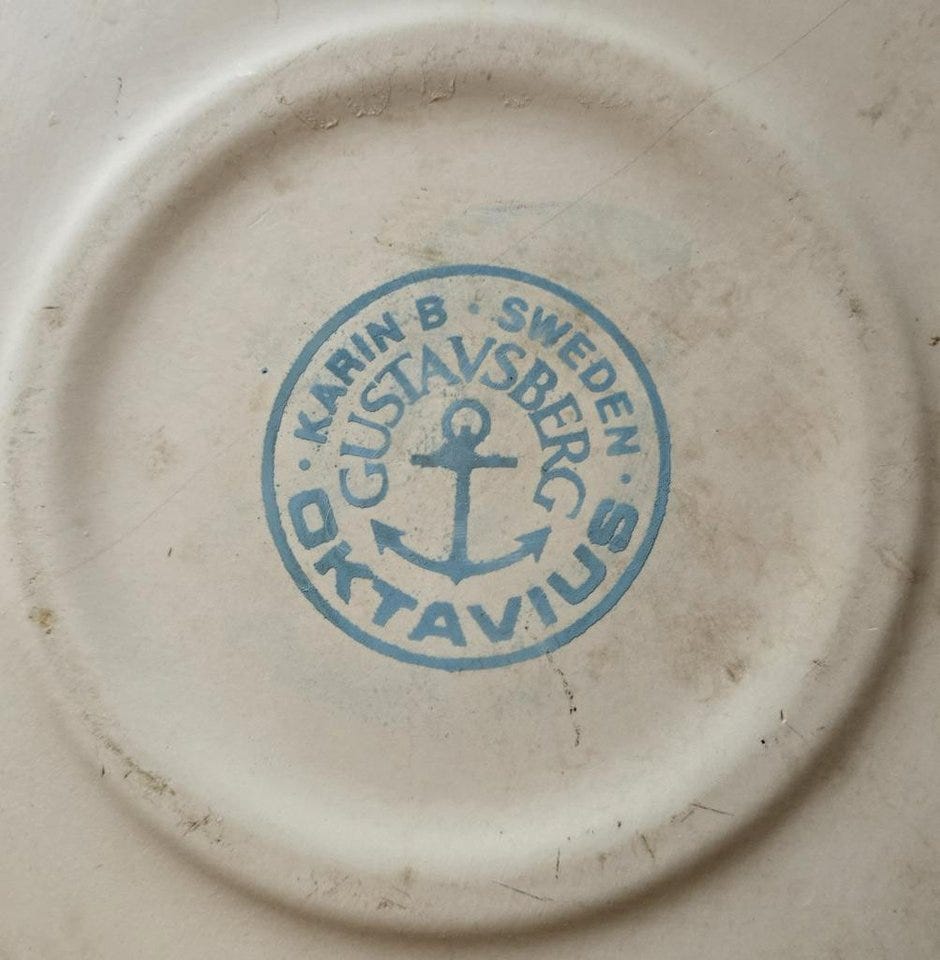 KARIN B · SWEDEN
GUSTAVSBERG
· OKTAVIUS ·